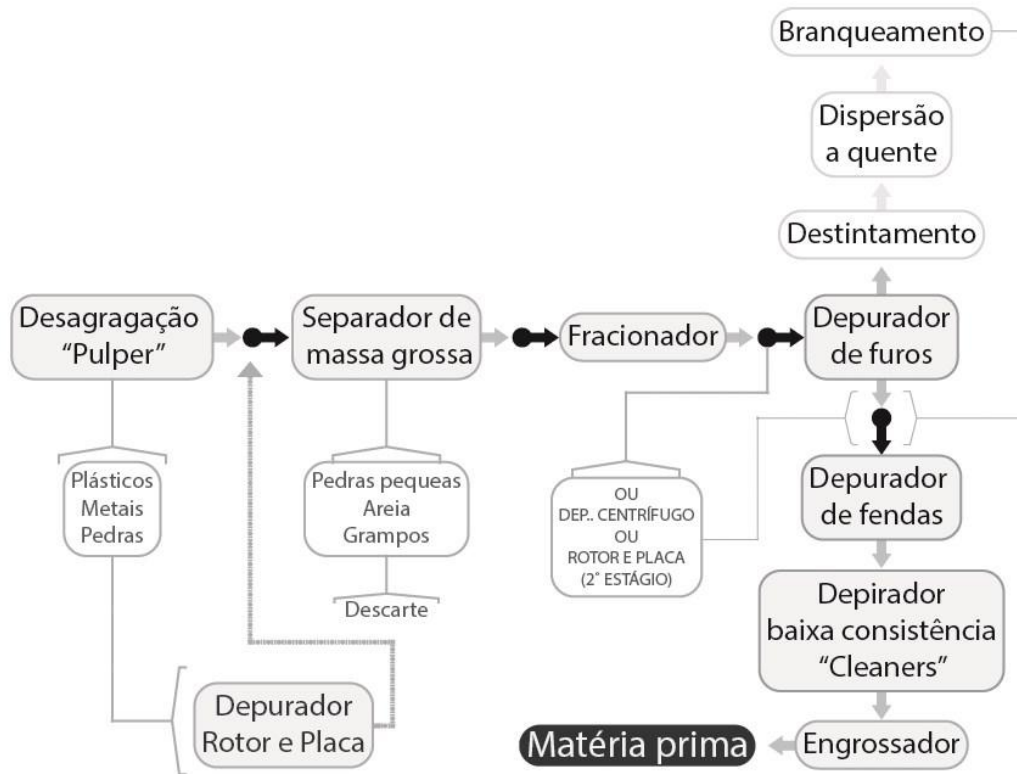 Branqueamento
Dispersão
a quente
Destintamento
Desagragação
“Pulper”
Separador de
massa grossa
Fracionador
Depurador
de furos
Plásticos
Metais
Pedras
Pedras pequeas
Areia
Grampos
Descarte
OU
DEP.. CENTRÍFUGO
OU
ROTOR E PLACA
(2° ESTÁGIO)
Depurador
de fendas
Depirador
baixa consistência
“Cleaners”
Depurador
Rotor e Placa
Matéria prima
Engrossador